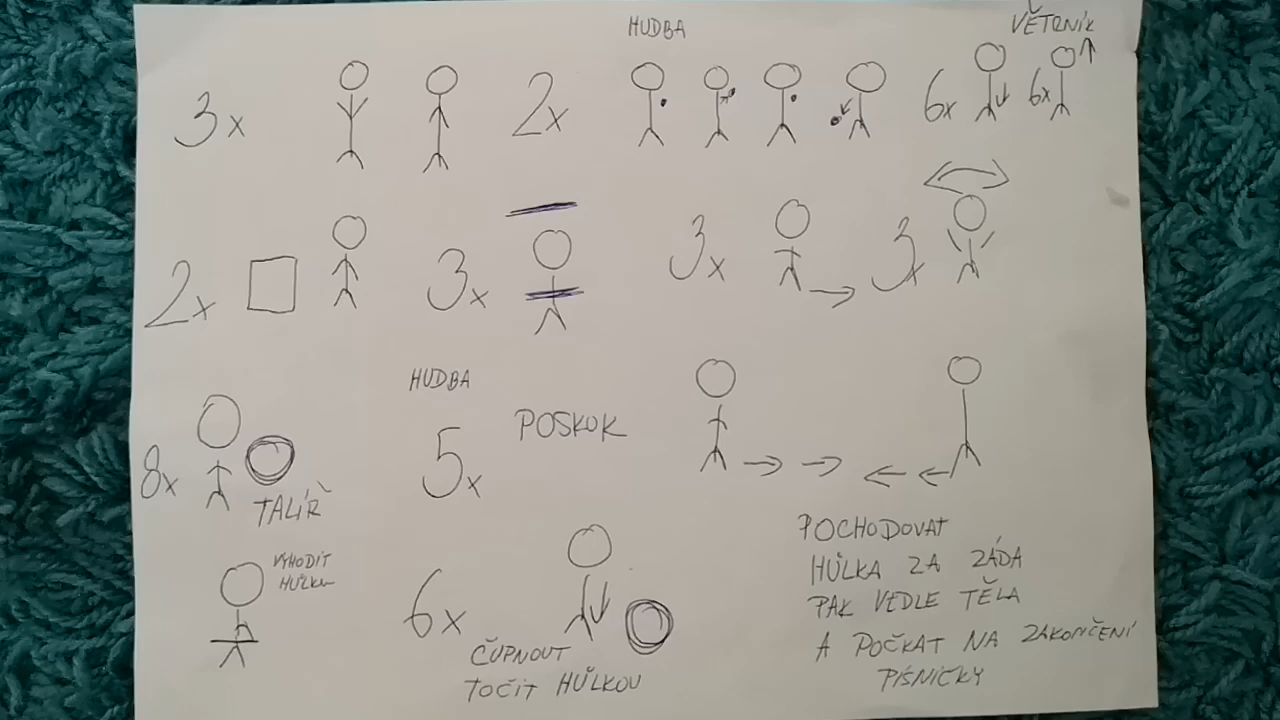 HUDBA
VĚTRNÍK
3x
2x
6x
6x
2x
3x
3x
3x
HUDBA
8x
TALÍŘ
5x
POSKOK
VYHODIT
HŮLKU
6x
ČUPNOUT
TOČIT HŮLKOU
POCHODOVAT
HŮLKA ZA ZÁDA
PAK VEDLE TĚLA
A POČKAT NA ZAKONČENÍ
PÍSNIČKY